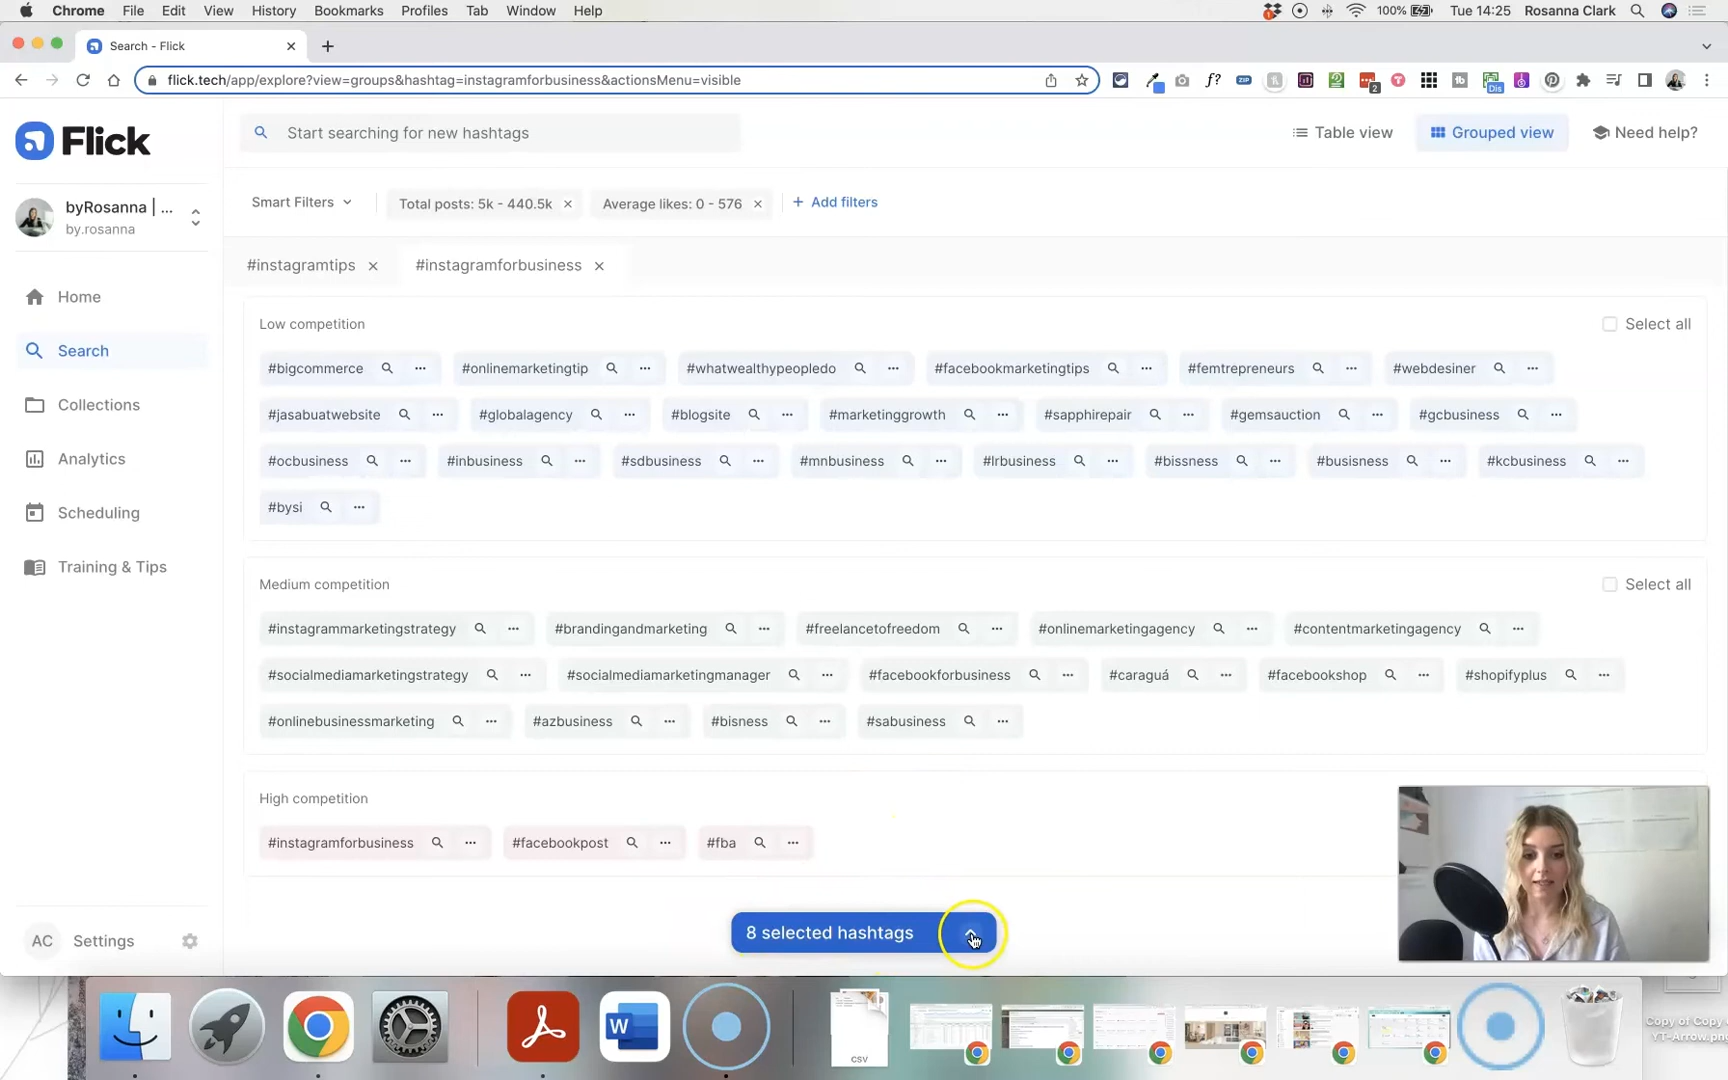 Chrome File Edit View History Bookmarks Profiles Tab Window Help 100% Tue 14:25 Rosanna Clark
Search - Flick
flick.tech/app/explore?view=groups&hashtag=instagramforbusiness&actionsMenu=visible
Flick
Start searching for new hashtags
Table view
Grouped view
Need help?
byRosanna | ...
by.rosanna
Home
Search
Collections
Analytics
Scheduling
Training & Tips
AC Settings
Smart Filters
Total posts: 5k - 440.5k
Average likes: 0 - 576
+ Add filters
#instagramtips #instagramforbusiness
Low competition Select all
#bigcommerce #onlinemarketingtip #whatwealthypeopledo #facebookmarketingtips #femtrepreneurs #webdesiner
#jasabuatwebsite #globalagency #blogsite #marketinggrowth #sapphirepair #gemsauction #gcbusiness
#ocbusiness #inbusiness #sdbusiness #mnbusiness #lrbusiness #bissness #busisness #kcbusiness
#bysi
Medium competition Select all
#instagrammarketingstrategy #brandingandmarketing #freelancetofreedom #onlinemarketingagency #contentmarketingagency
#socialmediamarketingstrategy #socialmediamarketingmanager #facebookforbusiness #caraguá #facebookshop #shopifyplus
#onlinebusinessmarketing #azbusiness #bisness #sabusiness
High competition
#instagramforbusiness #facebookpost #fba
8 selected hashtags
W
CSV
Copy of Copy
YT-Arrow.png